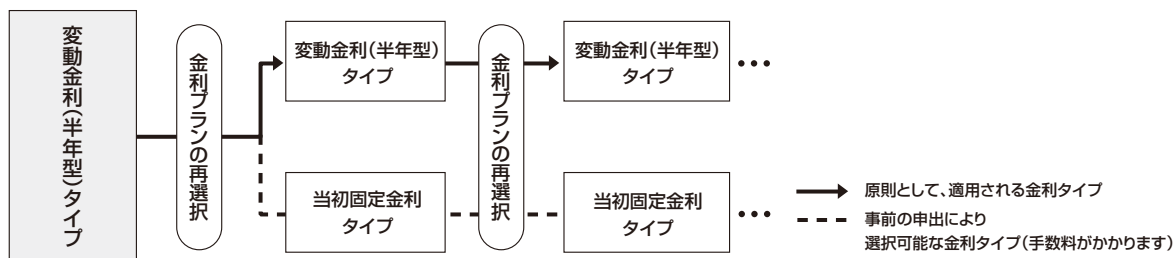 変動金利(半年型)タイプ
金利プランの再選択
変動金利(半年型)
タイプ
当初固定金利
タイプ
金利プランの再選択
変動金利(半年型)
タイプ
•••
当初固定金利
タイプ
•••
原則として、適用される金利タイプ
事前の申出により
選択可能な金利タイプ(手数料がかかります)